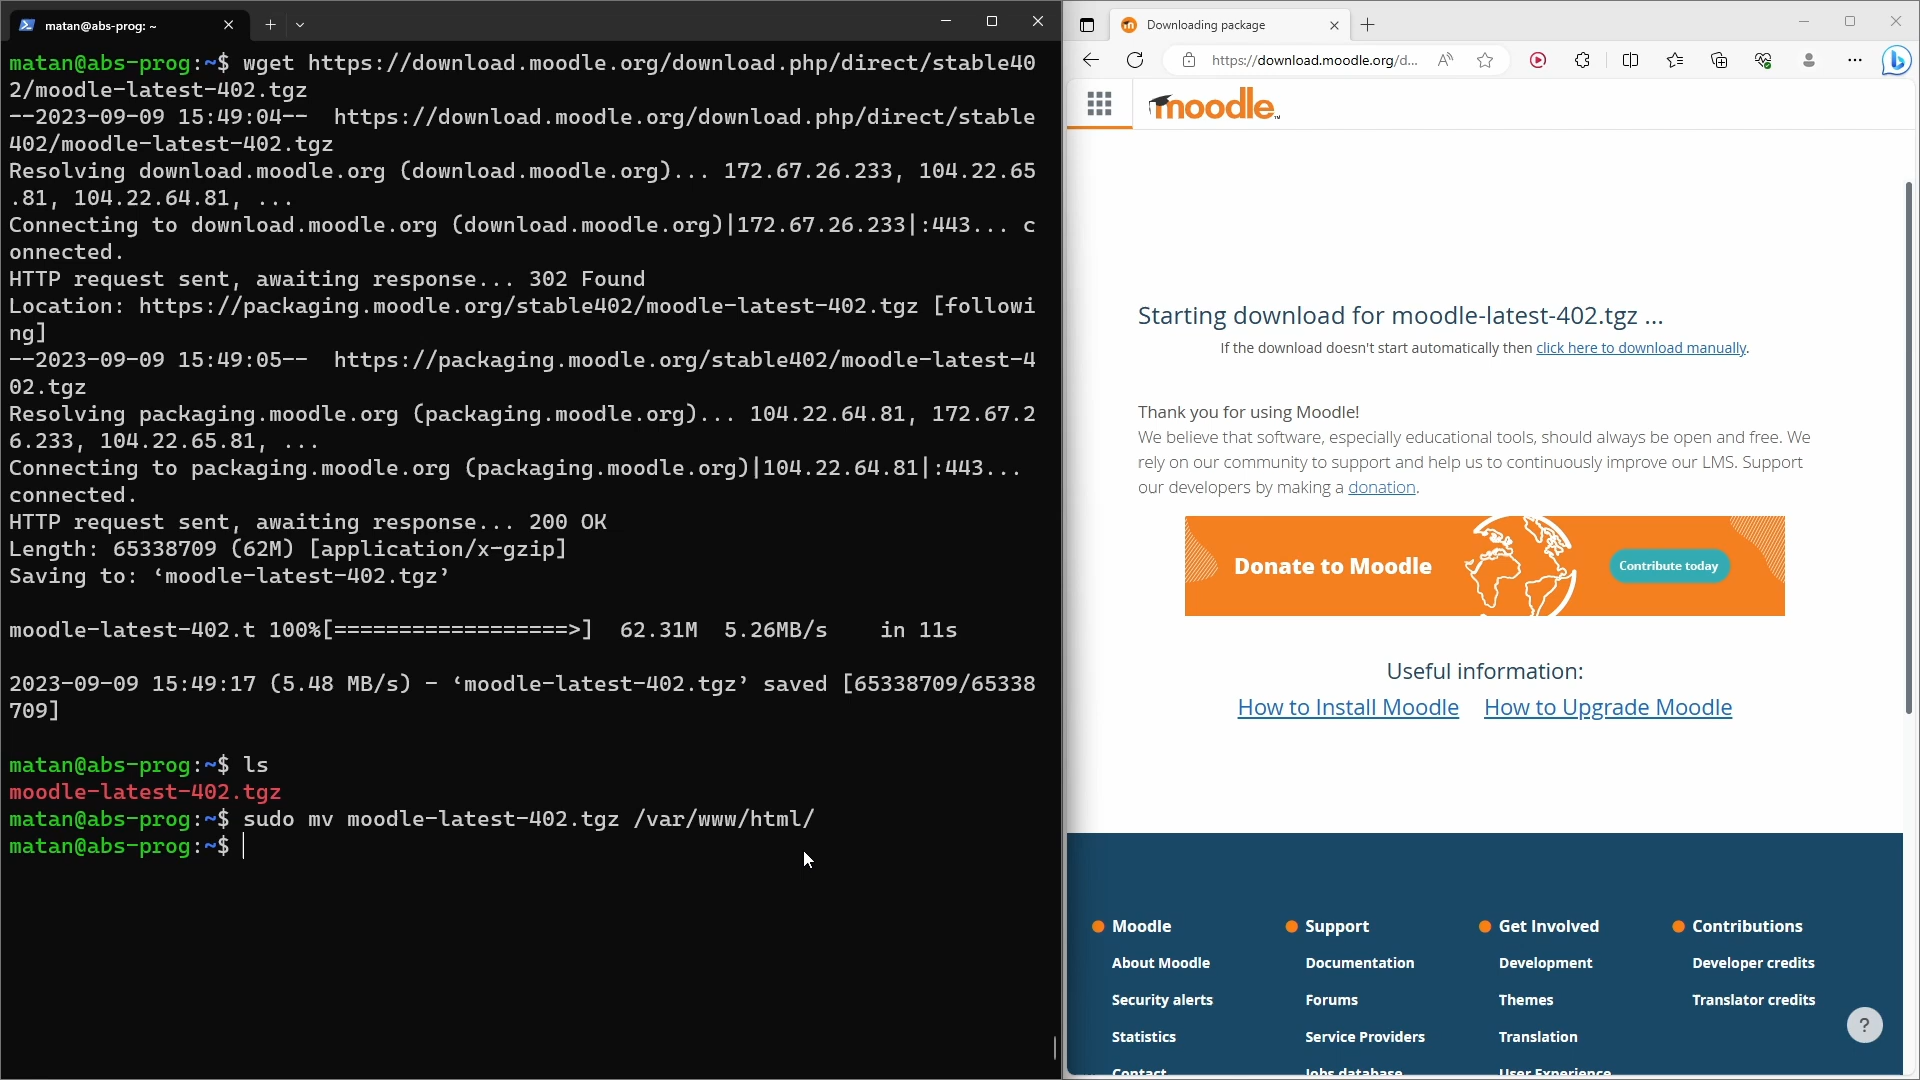 matan@abs-prog: ~
matan@abs-prog:~$ wget https://download.moodle.org/download.php/direct/stable40
2/moodle-latest-402.tgz
--2023-09-09 15:49:04--  https://download.moodle.org/download.php/direct/stable
402/moodle-latest-402.tgz
Resolving download.moodle.org (download.moodle.org)... 172.67.26.233, 104.22.65
.81, 104.22.64.81, ...
Connecting to download.moodle.org (download.moodle.org)|172.67.26.233|:443... c
onnected.
HTTP request sent, awaiting response... 302 Found
Location: https://packaging.moodle.org/stable402/moodle-latest-402.tgz [followi
ng]
--2023-09-09 15:49:05--  https://packaging.moodle.org/stable402/moodle-latest-4
02.tgz
Resolving packaging.moodle.org (packaging.moodle.org)... 104.22.64.81, 172.67.2
6.233, 104.22.65.81, ...
Connecting to packaging.moodle.org (packaging.moodle.org)|104.22.64.81|:443...
connected.
HTTP request sent, awaiting response... 200 OK
Length: 65338709 (62M) [application/x-gzip]
Saving to: ‘moodle-latest-402.tgz’
moodle-latest-402.t 100%[==================>]  62.31M  5.26MB/s    in 11s
2023-09-09 15:49:17 (5.48 MB/s) - ‘moodle-latest-402.tgz’ saved [65338709/65338
709]
matan@abs-prog:~$ ls
moodle-latest-402.tgz
matan@abs-prog:~$ sudo mv moodle-latest-402.tgz /var/www/html/
matan@abs-prog:~$
Downloading package
https://download.moodle.org/d...
moodle™
Starting download for moodle-latest-402.tgz ...
If the download doesn't start automatically then click here to download manually.
Thank you for using Moodle!
We believe that software, especially educational tools, should always be open and free. We
rely on our community to support and help us to continuously improve our LMS. Support
our developers by making a donation.
Donate to Moodle
Contribute today
Useful information:
How to Install Moodle How to Upgrade Moodle
Moodle
About Moodle
Security alerts
Statistics
Contact
Support
Documentation
Forums
Service Providers
Jobs database
Get Involved
Development
Themes
Translation
User Experience
Contributions
Developer credits
Translator credits
?